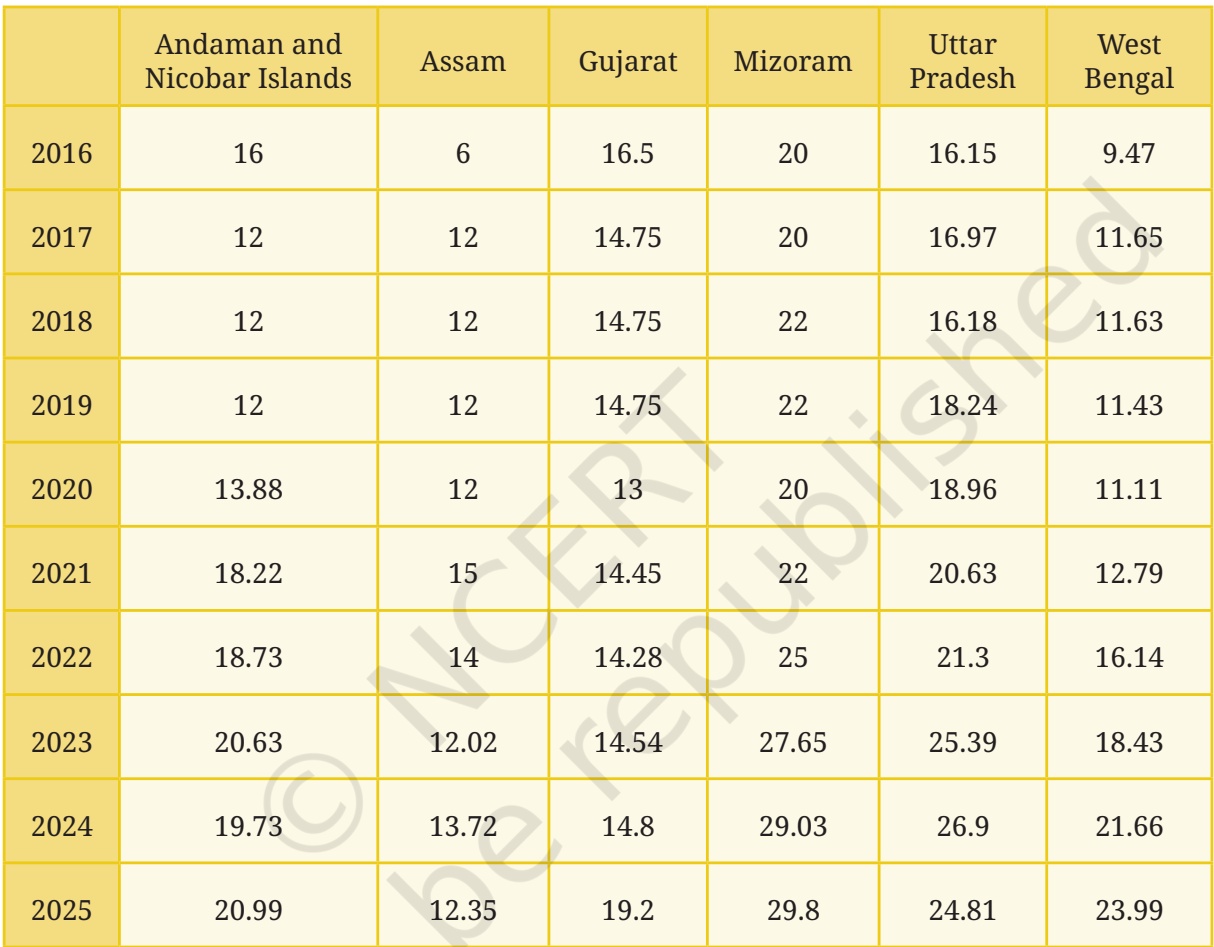 Andaman and Nicobar Islands Assam Gujarat Mizoram Uttar Pradesh West Bengal
2016 16 6 16.5 20 16.15 9.47
2017 12 12 14.75 20 16.97 11.65
2018 12 12 14.75 22 16.18 11.63
2019 12 12 14.75 22 18.24 11.43
2020 13.88 12 13 20 18.96 11.11
2021 18.22 15 14.45 22 20.63 12.79
2022 18.73 14 14.28 25 21.3 16.14
2023 20.63 12.02 14.54 27.65 25.39 18.43
2024 19.73 13.72 14.8 29.03 26.9 21.66
2025 20.99 12.35 19.2 29.8 24.81 23.99
© NCERT
be republished